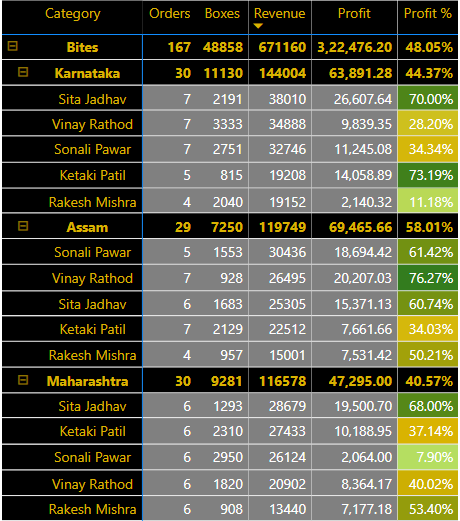 Category Orders Boxes Revenue Profit Profit %
Bites 167 48858 671160 3,22,476.20 48.05%
Karnataka 30 11130 144004 63,891.28 44.37%
Sita Jadhav 7 2191 38010 26,607.64 70.00%
Vinay Rathod 7 3333 34888 9,839.35 28.20%
Sonali Pawar 7 2751 32746 11,245.08 34.34%
Ketaki Patil 5 815 19208 14,058.89 73.19%
Rakesh Mishra 4 2040 19152 2,140.32 11.18%
Assam 29 7250 119749 69,465.66 58.01%
Sonali Pawar 5 1553 30436 18,694.42 61.42%
Vinay Rathod 7 928 26495 20,207.03 76.27%
Sita Jadhav 6 1683 25305 15,371.13 60.74%
Ketaki Patil 7 2129 22512 7,661.66 34.03%
Rakesh Mishra 4 957 15001 7,531.42 50.21%
Maharashtra 30 9281 116578 47,295.00 40.57%
Sita Jadhav 6 1293 28679 19,500.70 68.00%
Ketaki Patil 6 2310 27433 10,188.95 37.14%
Sonali Pawar 6 2950 26124 2,064.00 7.90%
Vinay Rathod 6 1820 20902 8,364.17 40.02%
Rakesh Mishra 6 908 13440 7,177.18 53.40%